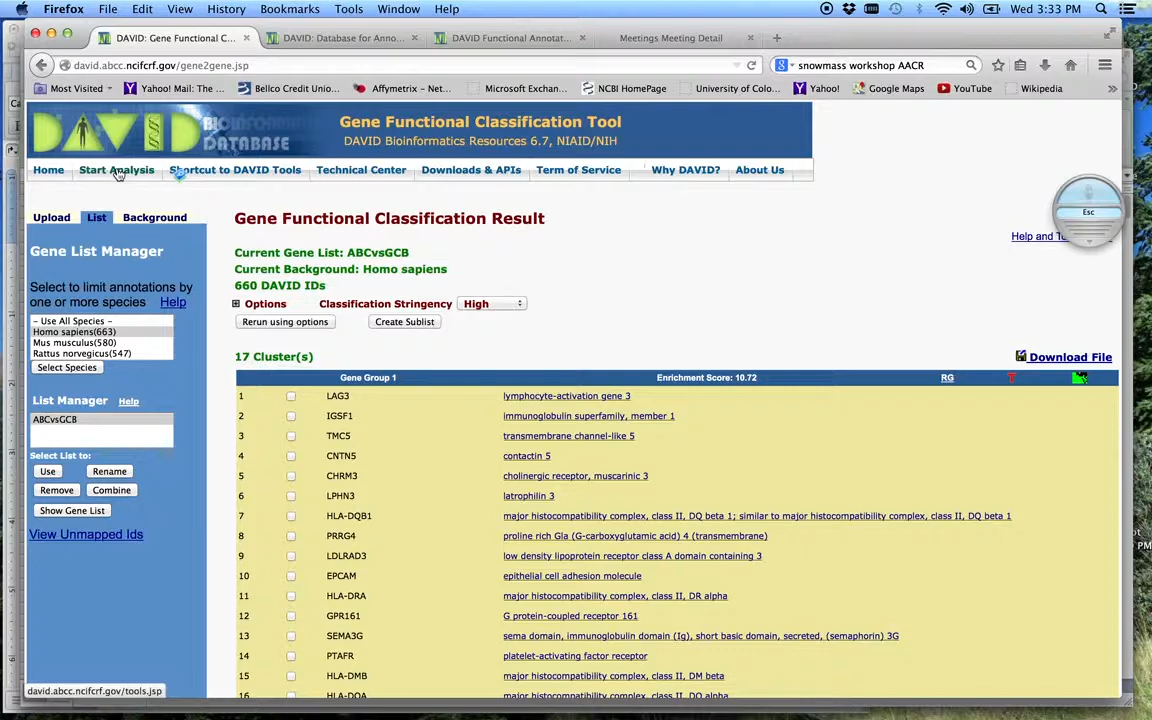 Firefox File Edit View History Bookmarks Tools Window Help Wed 3:33 PM
DAVID: Gene Functional C... × DAVID: Database for Anno... × DAVID Functional Annotat... × Meetings Meeting Detail × +
david.abcc.ncifcrf.gov/gene2gene.jsp snowmass workshop AACR
Most Visited Yahoo! Mail: The ... Bellco Credit Unio... Affymetrix – Net... Microsoft Exchan... NCBI HomePage University of Colo... Yahoo! Google Maps YouTube Wikipedia »
DAVID BIOINFORMATICS DATABASE
Gene Functional Classification Tool
DAVID Bioinformatics Resources 6.7, NIAID/NIH
Home Start Analysis Shortcut to DAVID Tools Technical Center Downloads & APIs Term of Service Why DAVID? About Us
Upload List Background
Gene List Manager
Select to limit annotations by
one or more species Help
- Use All Species -
Homo sapiens(663)
Mus musculus(580)
Rattus norvegicus(547)
Select Species
List Manager Help
ABCvsGCB
Select List to:
Use Rename
Remove Combine
Show Gene List
View Unmapped Ids
Gene Functional Classification Result
Help and
Esc
Current Gene List: ABCvsGCB
Current Background: Homo sapiens
660 DAVID IDs
Options Classification Stringency High
Rerun using options Create Sublist
17 Cluster(s) Download File
Gene Group 1 Enrichment Score: 10.72 RG T
1 LAG3 lymphocyte-activation gene 3
2 IGSF1 immunoglobulin superfamily, member 1
3 TMC5 transmembrane channel-like 5
4 CNTN5 contactin 5
5 CHRM3 cholinergic receptor, muscarinic 3
6 LPHN3 latrophilin 3
7 HLA-DQB1 major histocompatibility complex, class II, DQ beta 1; similar to major histocompatibility complex, class II, DQ beta 1
8 PRRG4 proline rich Gla (G-carboxyglutamic acid) 4 (transmembrane)
9 LDLRAD3 low density lipoprotein receptor class A domain containing 3
10 EPCAM epithelial cell adhesion molecule
11 HLA-DRA major histocompatibility complex, class II, DR alpha
12 GPR161 G protein-coupled receptor 161
13 SEMA3G sema domain, immunoglobulin domain (Ig), short basic domain, secreted, (semaphorin) 3G
14 PTAFR platelet-activating factor receptor
15 HLA-DMB major histocompatibility complex, class II, DM beta
16 HLA-DOA major histocompatibility complex, class II, DO alpha
david.abcc.ncifcrf.gov/tools.jsp